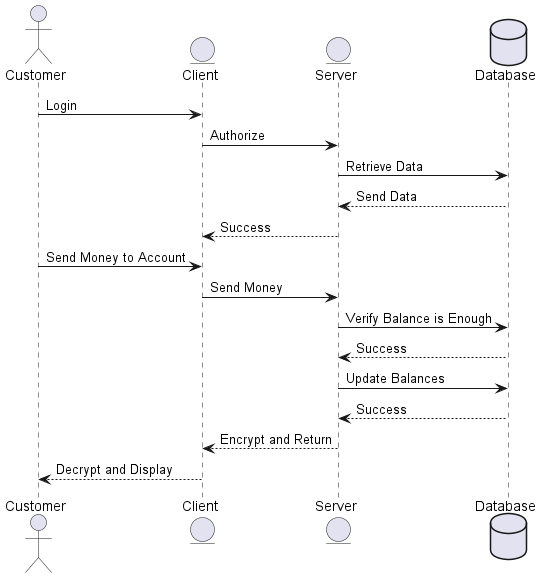 Customer Client Server Database
Login
Authorize
Retrieve Data
Send Data
Success
Send Money to Account
Send Money
Verify Balance is Enough
Success
Update Balances
Success
Encrypt and Return
Decrypt and Display
Customer Client Server Database